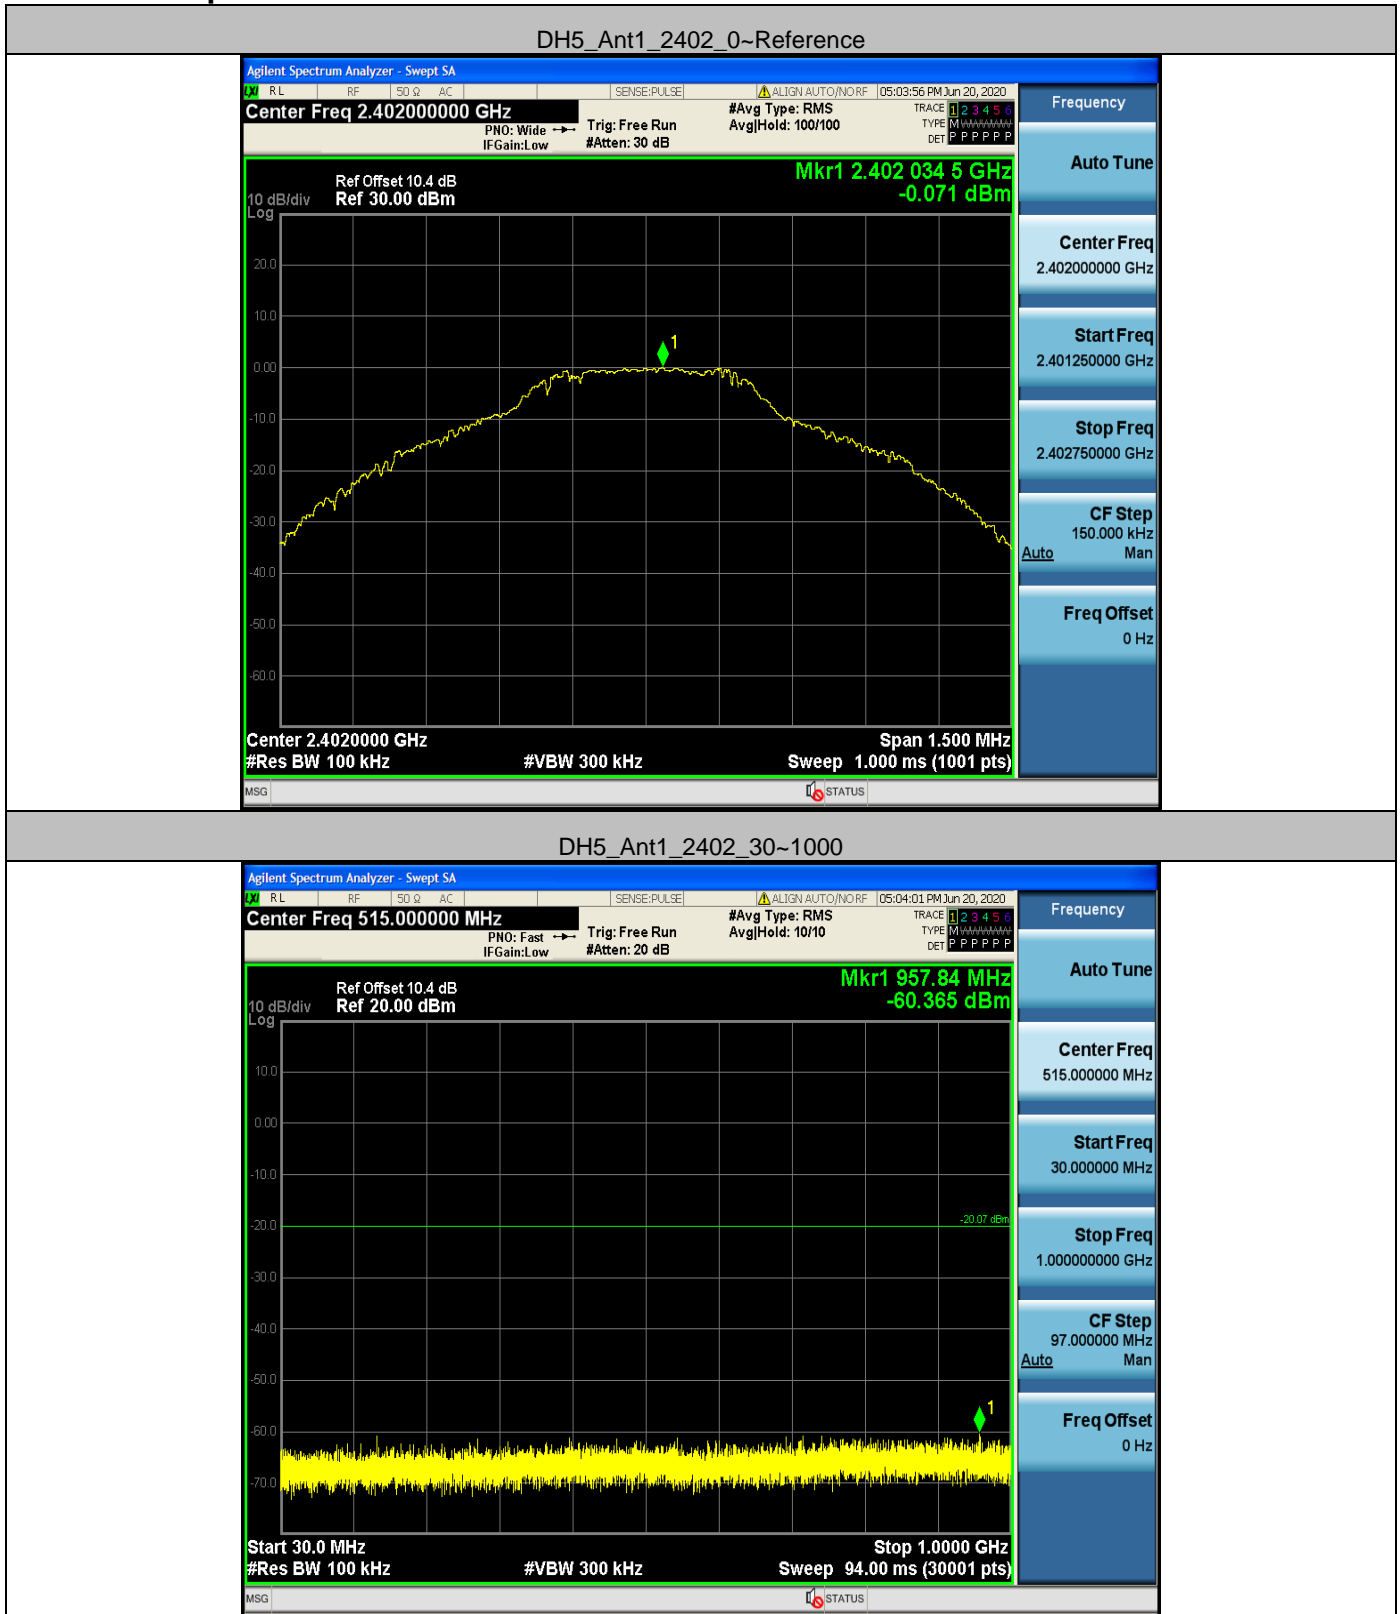 DH5_Ant1_2402_0~Reference
Agilent Spectrum Analyzer - Swept SA
LXI RL RF 50 Ω AC SENSE:PULSE ALIGN AUTO/NO RF 05:03:56 PM Jun 20, 2020
Center Freq 2.402000000 GHz
PNO: Wide
IFGain:Low
Trig: Free Run
#Atten: 30 dB
#Avg Type: RMS
Avg|Hold: 100/100
TRACE 1 2 3 4 5 6
TYPE M
DET P P P P P P
Frequency
Mkr1 2.402 034 5 GHz
-0.071 dBm
Ref Offset 10.4 dB
10 dB/div Ref 30.00 dBm
Log
20.0
10.0
0.00
-10.0
-20.0
-30.0
-40.0
-50.0
-60.0
1
Center 2.4020000 GHz Span 1.500 MHz
#Res BW 100 kHz #VBW 300 kHz Sweep 1.000 ms (1001 pts)
MSG STATUS
Auto Tune
Center Freq
2.402000000 GHz
Start Freq
2.401250000 GHz
Stop Freq
2.402750000 GHz
CF Step
150.000 kHz
Auto Man
Freq Offset
0 Hz
DH5_Ant1_2402_30~1000
Agilent Spectrum Analyzer - Swept SA
LXI RL RF 50 Ω AC SENSE:PULSE ALIGN AUTO/NO RF 05:04:01 PM Jun 20, 2020
Center Freq 515.000000 MHz
PNO: Fast
IFGain:Low
Trig: Free Run
#Atten: 20 dB
#Avg Type: RMS
Avg|Hold: 10/10
TRACE 1 2 3 4 5 6
TYPE M
DET P P P P P P
Frequency
Mkr1 957.84 MHz
-60.365 dBm
Ref Offset 10.4 dB
10 dB/div Ref 20.00 dBm
Log
10.0
0.00
-10.0
-20.0
-30.0
-40.0
-50.0
-60.0
-70.0
-20.07 dBm
1
Start 30.0 MHz Stop 1.0000 GHz
#Res BW 100 kHz #VBW 300 kHz Sweep 94.00 ms (30001 pts)
MSG STATUS
Auto Tune
Center Freq
515.000000 MHz
Start Freq
30.000000 MHz
Stop Freq
1.000000000 GHz
CF Step
97.000000 MHz
Auto Man
Freq Offset
0 Hz